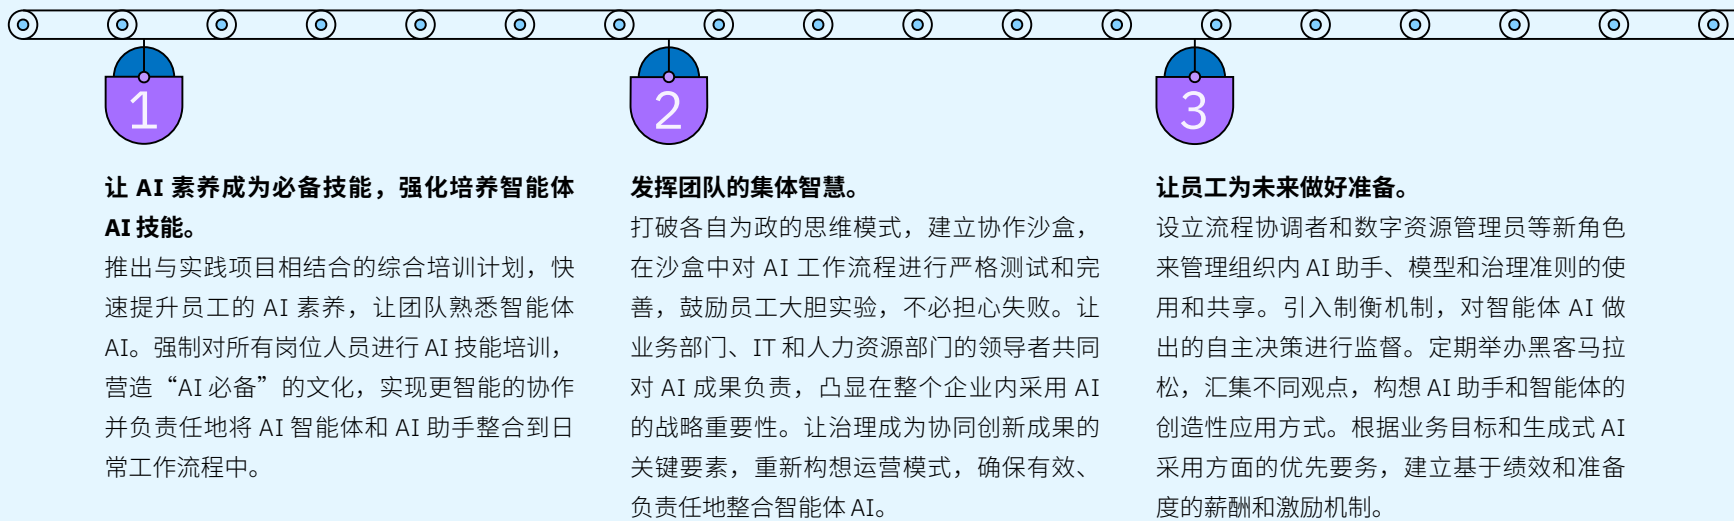 1
让 AI 素养成为必备技能，强化培养智能体
AI 技能。
推出与实践项目相结合的综合培训计划，快
速提升员工的 AI 素养，让团队熟悉智能体
AI。强制对所有岗位人员进行 AI 技能培训，
营造“AI 必备”的文化，实现更智能的协作
并负责任地将 AI 智能体和 AI 助手整合到日
常工作流程中。
2
发挥团队的集体智慧。
打破各自为政的思维模式，建立协作沙盒，
在沙盒中对 AI 工作流程进行严格测试和完
善，鼓励员工大胆实验，不必担心失败。让
业务部门、IT 和人力资源部门的领导者共同
对 AI 成果负责，凸显在整个企业内采用 AI
的战略重要性。让治理成为协同创新成果的
关键要素，重新构想运营模式，确保有效、
负责任地整合智能体 AI。
3
让员工为未来做好准备。
设立流程协调者和数字资源管理员等新角色
来管理组织内 AI 助手、模型和治理准则的使
用和共享。引入制衡机制，对智能体 AI 做
出的自主决策进行监督。定期举办黑客马拉
松，汇集不同观点，构想 AI 助手和智能体的
创造性应用方式。根据业务目标和生成式 AI
采用方面的优先要务，建立基于绩效和准备
度的薪酬和激励机制。